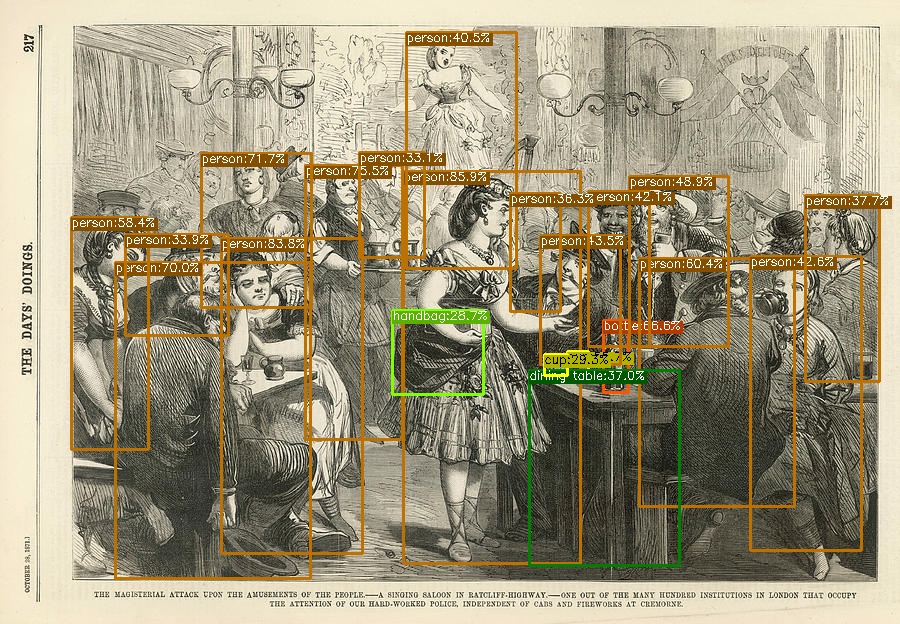 217
THE DAYS' DOINGS.
OCTOBER 28, 1871.]
person:40.5%
person:71.7%
person:33.1%
person:75.5%
person:85.9%
person:48.9%
person:36.3%
person:42.1%
person:37.7%
person:58.4%
person:33.9%
person:83.8%
person:43.5%
person:70.0%
person:60.4%
person:42.6%
handbag:28.7%
bottle:66.6%
cup:29.3%
dining table:37.0%
THE MAGISTERIAL ATTACK UPON THE AMUSEMENTS OF THE PEOPLE.—A SINGING SALOON IN RATCLIFF-HIGHWAY.—ONE OUT OF THE MANY HUNDRED INSTITUTIONS IN LONDON THAT OCCUPY
THE ATTENTION OF OUR HARD-WORKED POLICE, INDEPENDENT OF CABS AND FIREWORKS AT CREMORNE.